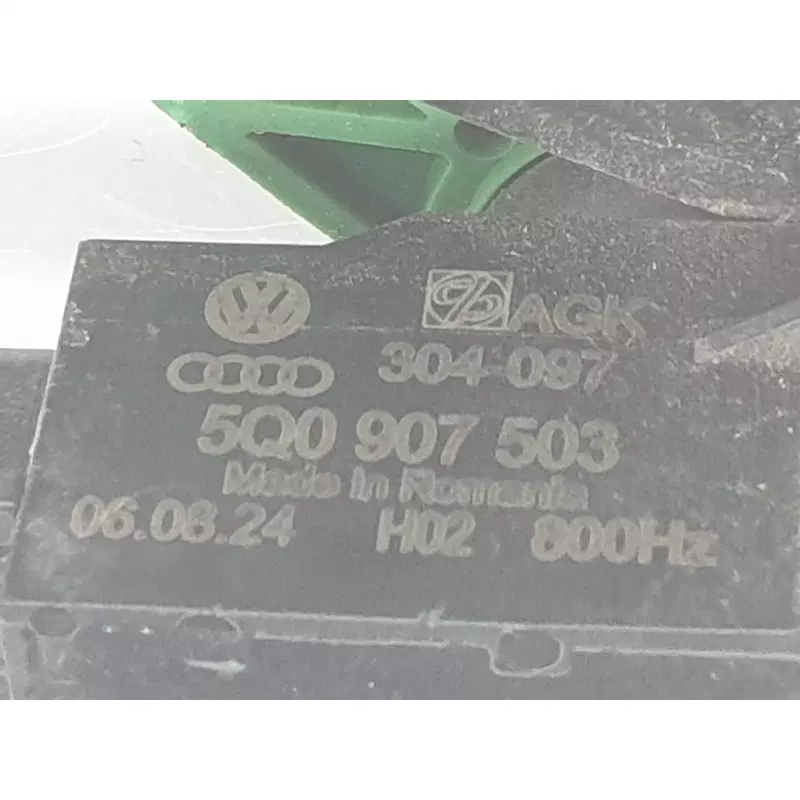 AGK
304-097
5Q0 907 503
Made in Romania
06.08.24 H02 800Hz